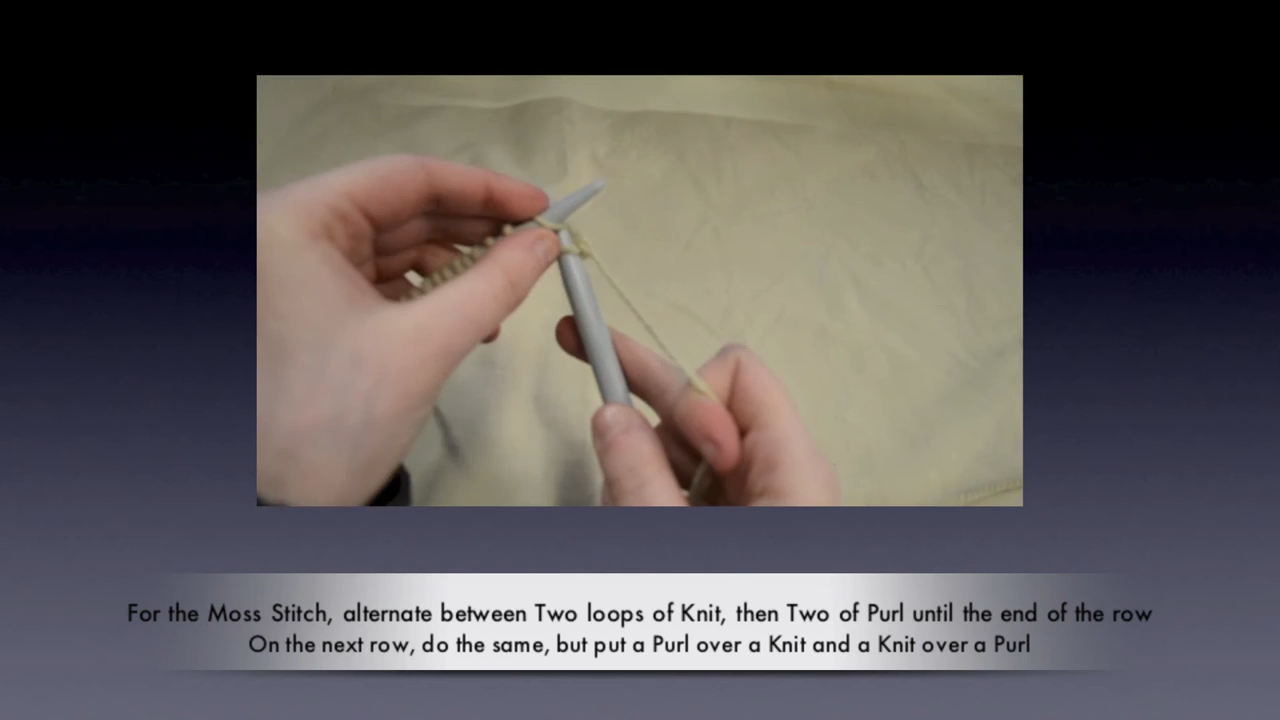 For the Moss Stitch, alternate between Two loops of Knit, then Two of Purl until the end of the row
On the next row, do the same, but put a Purl over a Knit and a Knit over a Purl